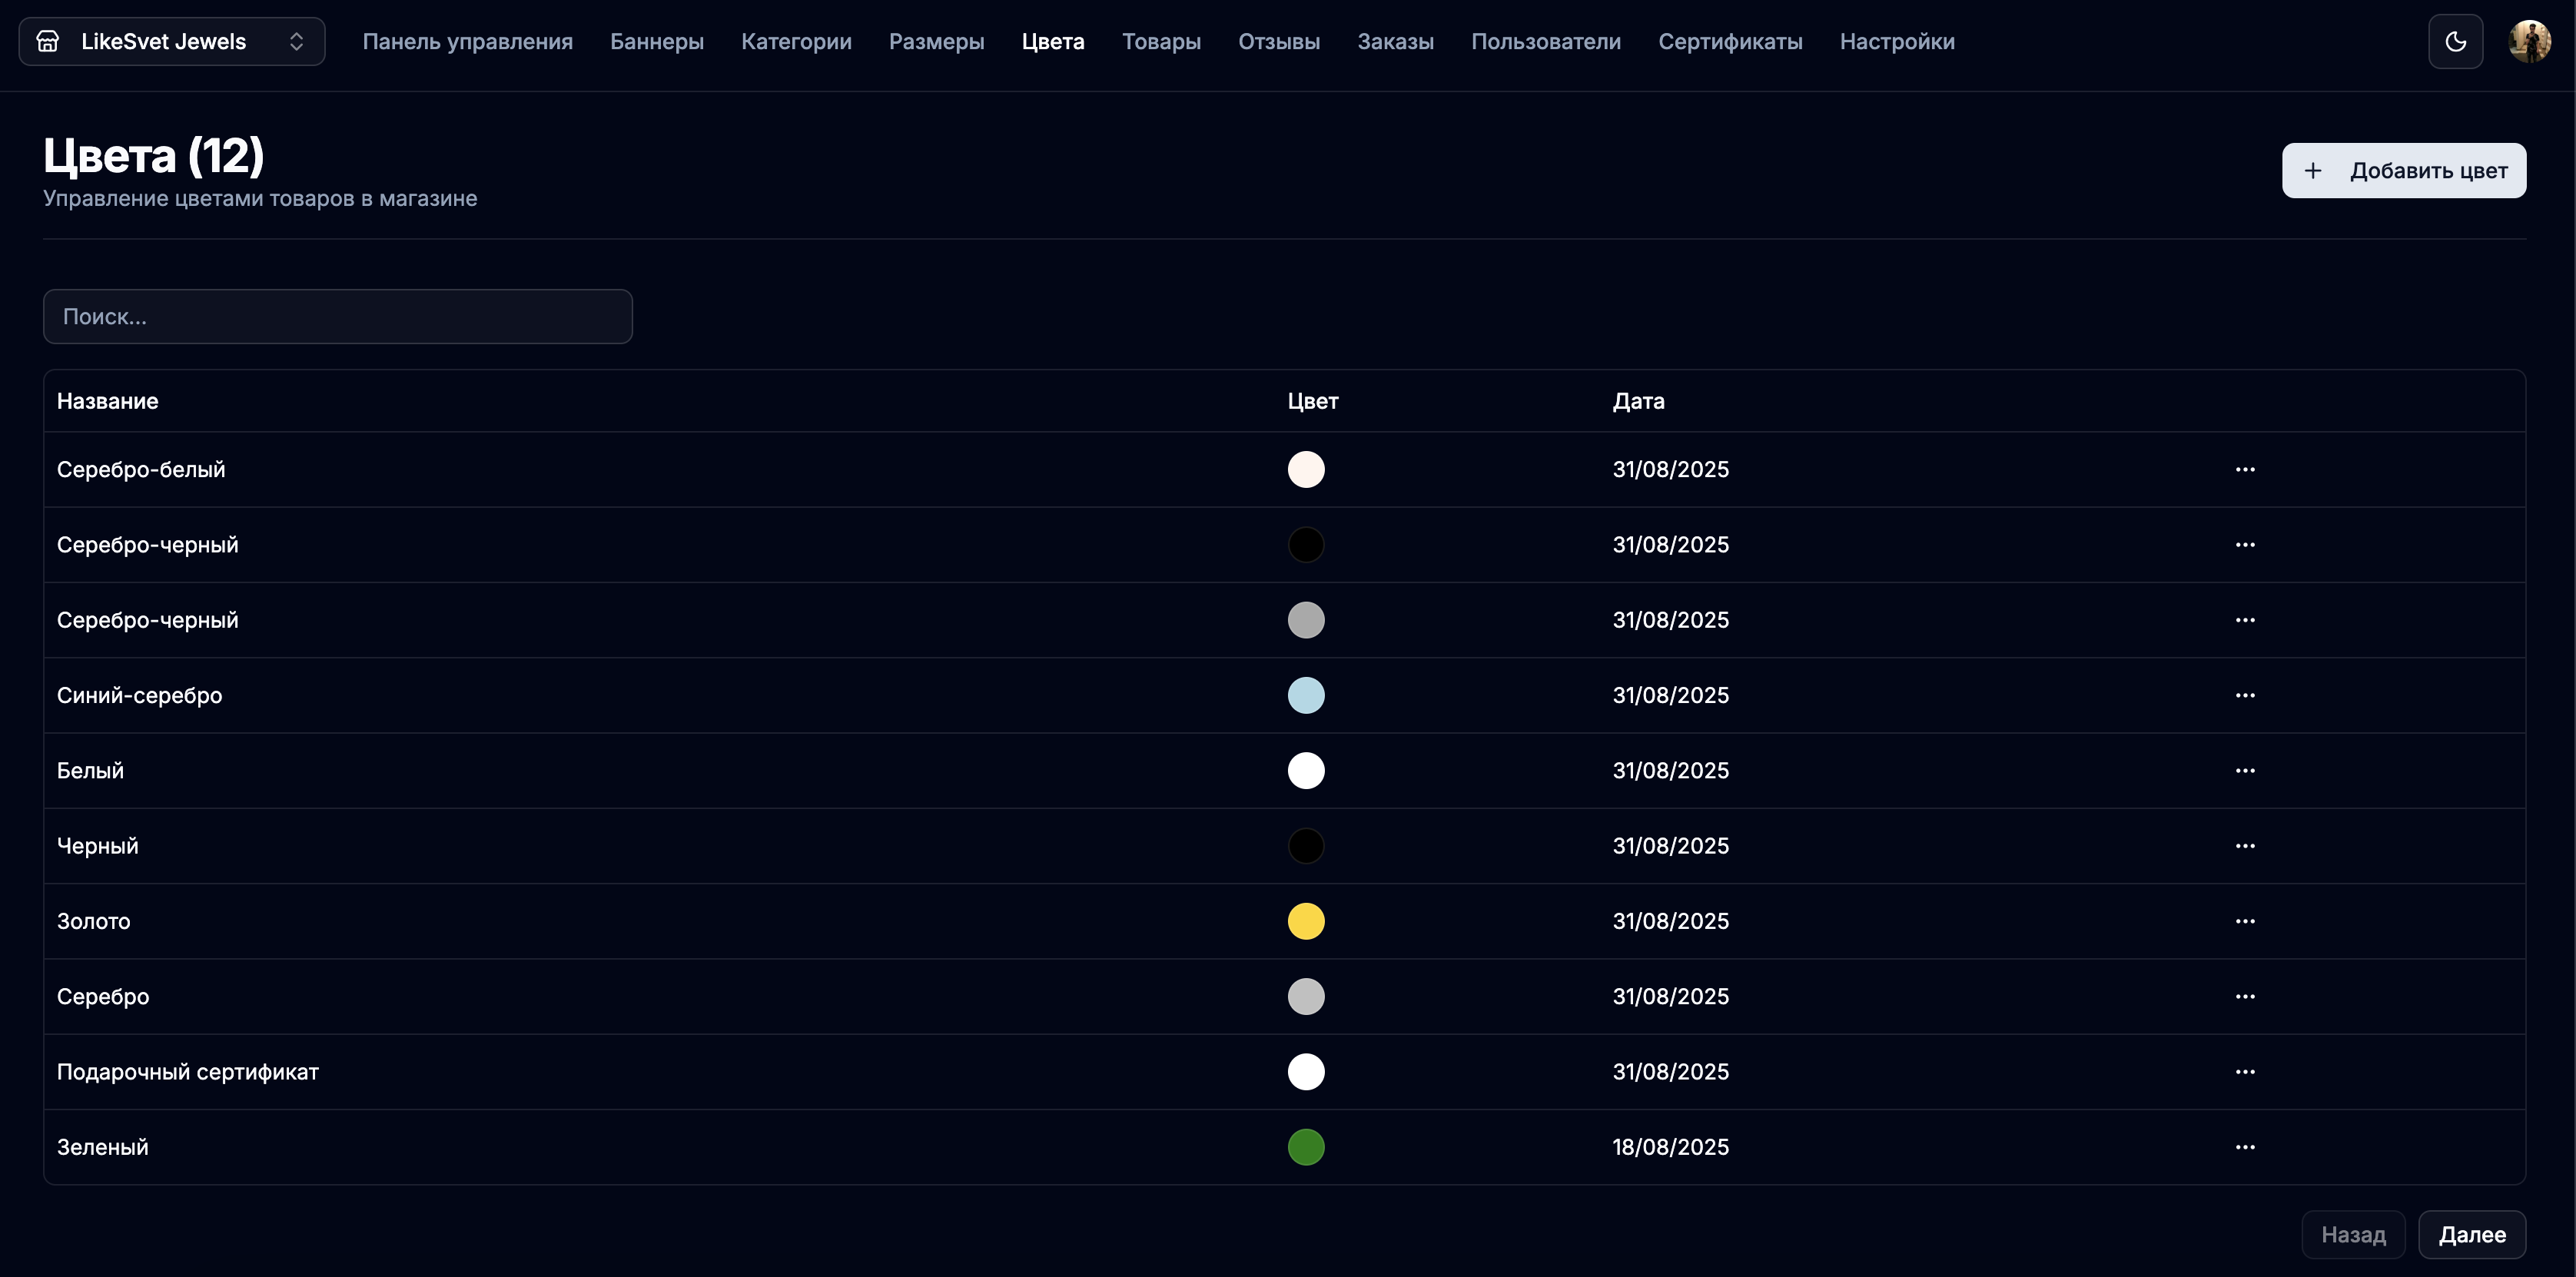 LikeSvet Jewels Панель управления Баннеры Категории Размеры Цвета Товары Отзывы Заказы Пользователи Сертификаты Настройки
Цвета (12)
Управление цветами товаров в магазине
+ Добавить цвет
Поиск...
Название Цвет Дата
Серебро-белый 31/08/2025 ...
Серебро-черный 31/08/2025 ...
Серебро-черный 31/08/2025 ...
Синий-серебро 31/08/2025 ...
Белый 31/08/2025 ...
Черный 31/08/2025 ...
Золото 31/08/2025 ...
Серебро 31/08/2025 ...
Подарочный сертификат 31/08/2025 ...
Зеленый 18/08/2025 ...
Назад Далее